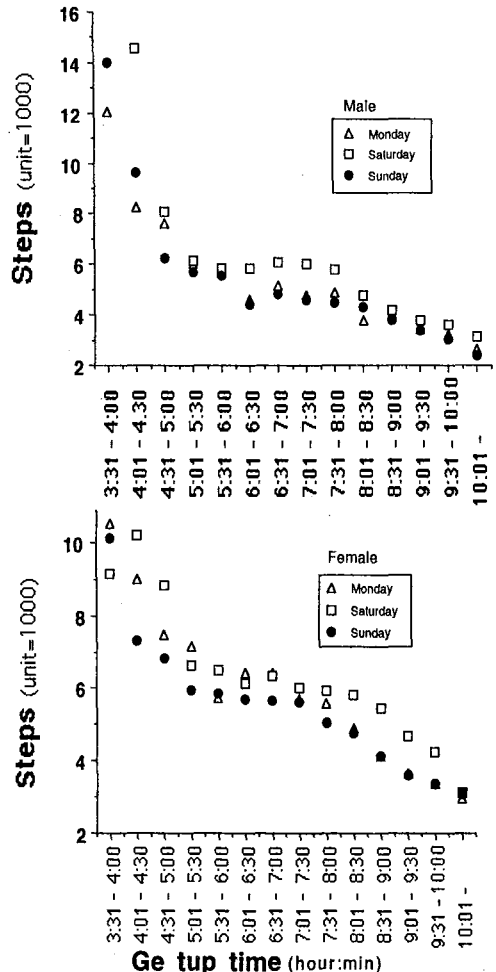 16
14
12
10
8
6
4
2
Steps (unit=1000)
Male
Monday
Saturday
Sunday
3:31 - 4:00
4:01 - 4.30
4:31 - 5:00
5:01 - 5:30
5:31 - 6:00
6:01 - 6:30
6:31 - 7:00
7:01 - 7:30
7:31 - 8:00
8:01 - 8:30
8:31 - 9:00
9:01 - 9:30
9:31 - 10:00
10:01 -
10
8
6
4
2
Steps (unit=1000)
Female
Monday
Saturday
Sunday
3:31 - 4:00
4:01 - 4:30
4:31 - 5:00
5:01 - 5:30
5:31 - 6:00
6:01 - 6:30
6:31 - 7:00
7:01 - 7:30
7:31 - 8:00
8:01 - 8:30
8:31 - 9:00
9:01 - 9:30
9:31 - 10:00
10:01 -
Ge tup time (hour:min)